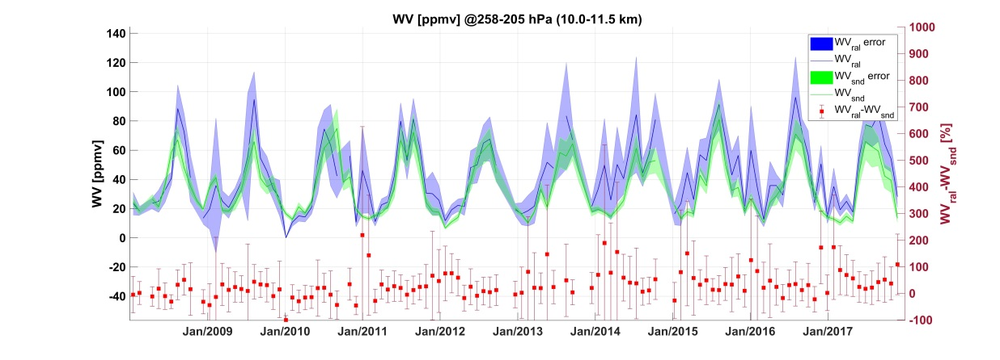 WV [ppmv] @258-205 hPa (10.0-11.5 km)
140
120
100
80
60
40
20
0
-20
-40
WV [ppmv]
1000
900
800
700
600
500
400
300
200
100
0
-100
WVral-WVsnd [%]
WVral error
WVral
WVsnd error
WVsnd
WVral-WVsnd
Jan/2009 Jan/2010 Jan/2011 Jan/2012 Jan/2013 Jan/2014 Jan/2015 Jan/2016 Jan/2017